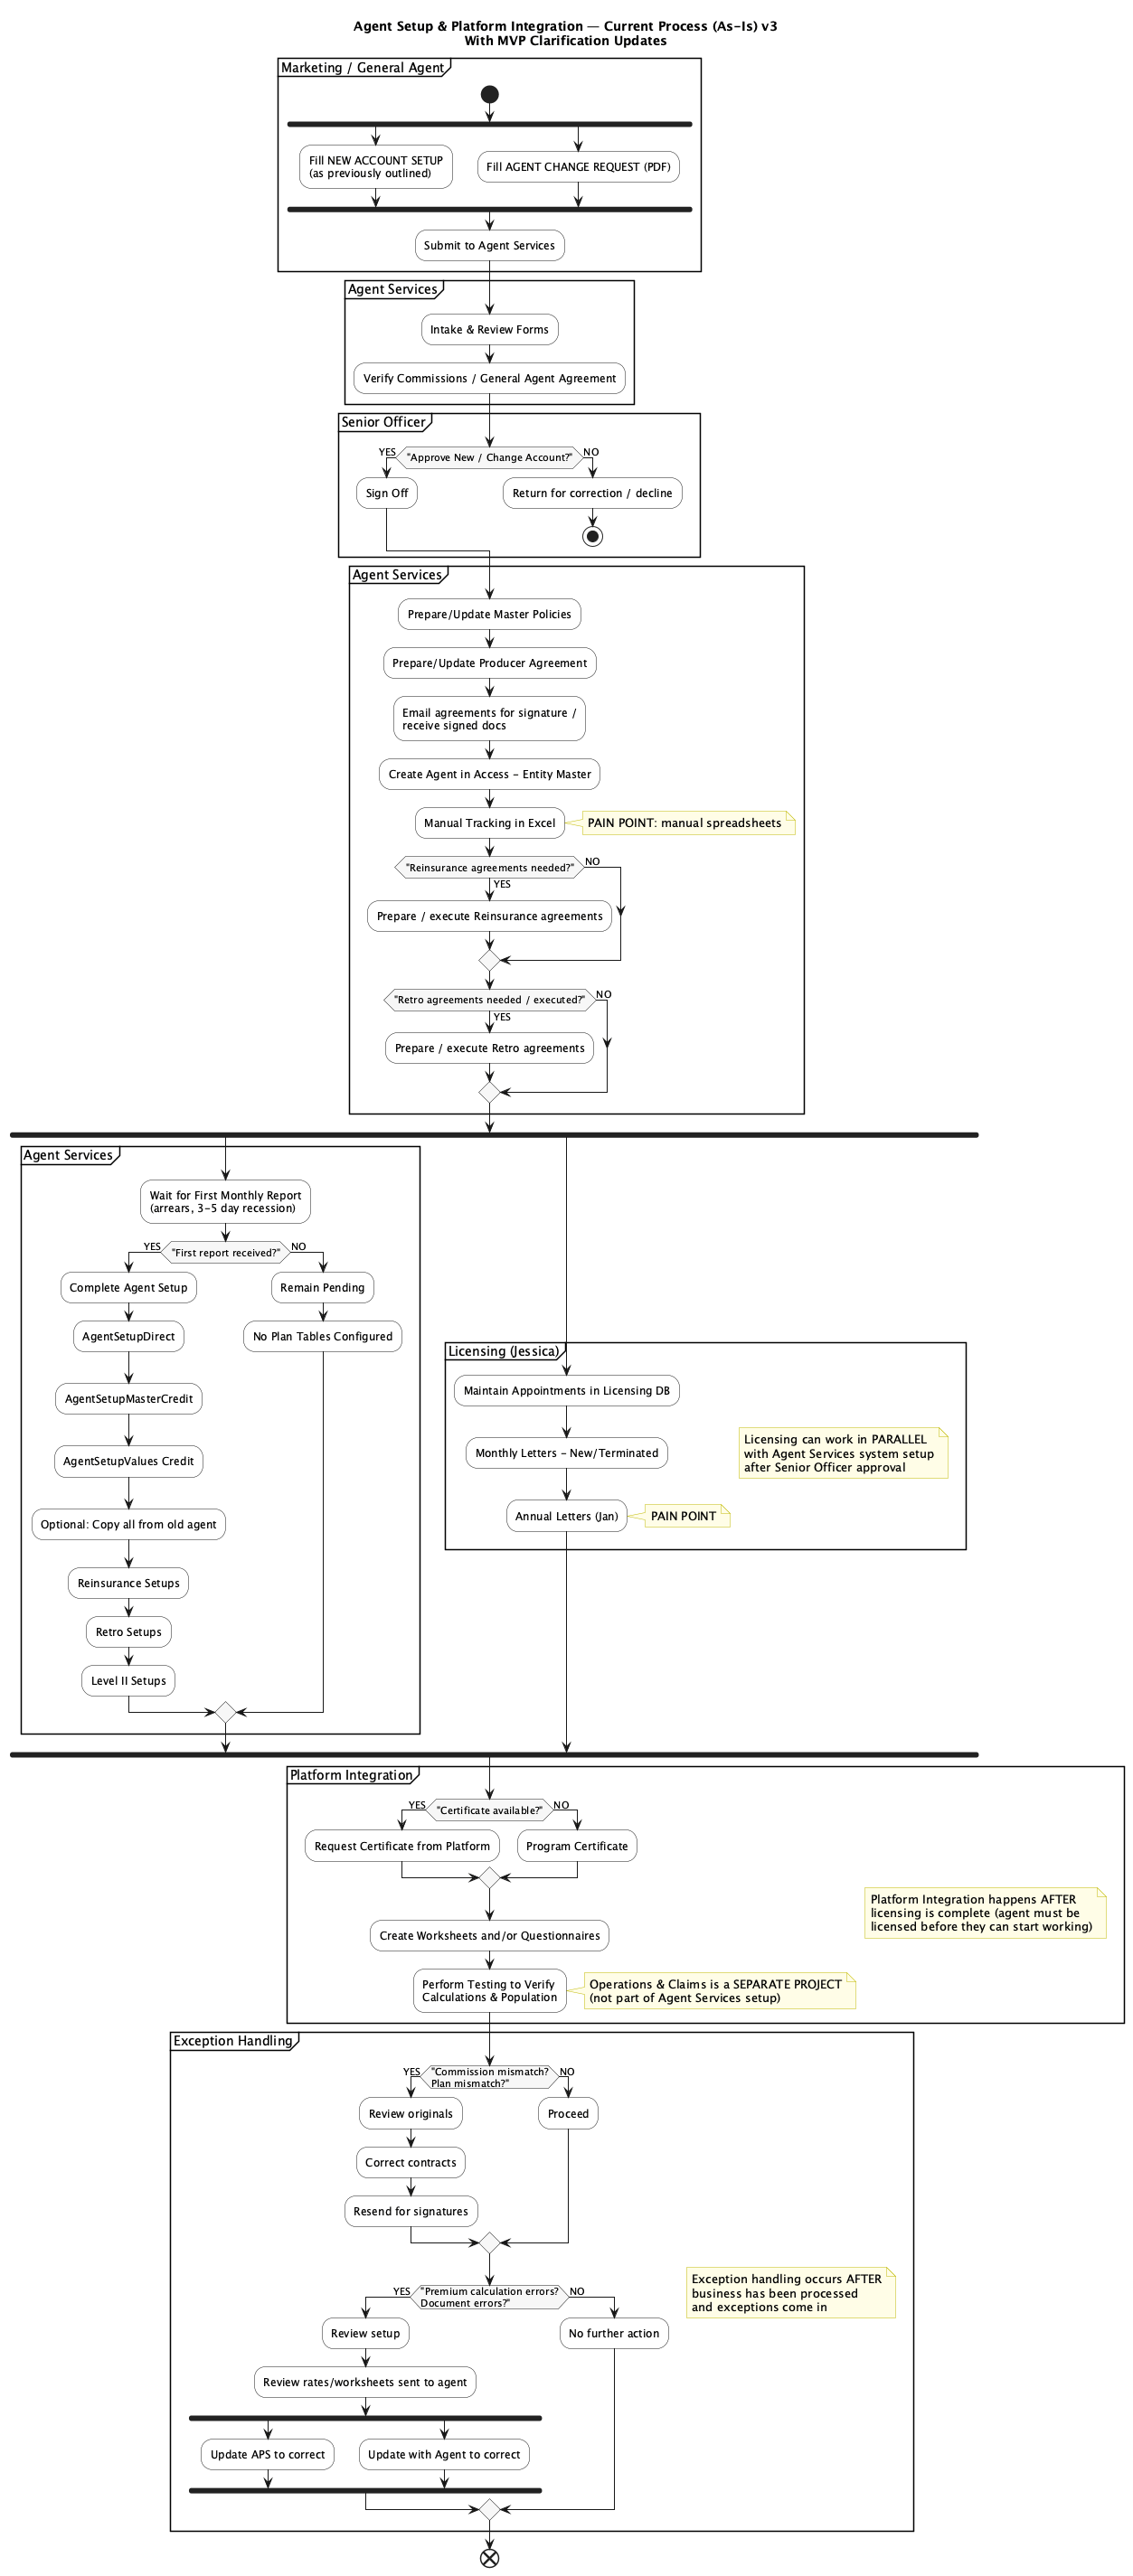 Agent Setup & Platform Integration — Current Process (As-Is) v3
With MVP Clarification Updates
Marketing / General Agent
Fill NEW ACCOUNT SETUP
(as previously outlined)
Fill AGENT CHANGE REQUEST (PDF)
Submit to Agent Services
Agent Services
Intake & Review Forms
Verify Commissions / General Agent Agreement
Senior Officer
YES
"Approve New / Change Account?"
NO
Sign Off
Return for correction / decline
Agent Services
Prepare/Update Master Policies
Prepare/Update Producer Agreement
Email agreements for signature /
receive signed docs
Create Agent in Access - Entity Master
Manual Tracking in Excel
PAIN POINT: manual spreadsheets
"Reinsurance agreements needed?"
NO
YES
Prepare / execute Reinsurance agreements
"Retro agreements needed / executed?"
NO
YES
Prepare / execute Retro agreements
Agent Services
Wait for First Monthly Report
(arrears, 3-5 day recession)
YES
"First report received?"
NO
Complete Agent Setup
Remain Pending
AgentSetupDirect
No Plan Tables Configured
AgentSetupMasterCredit
AgentSetupValues Credit
Optional: Copy all from old agent
Reinsurance Setups
Retro Setups
Level II Setups
Licensing (Jessica)
Maintain Appointments in Licensing DB
Monthly Letters - New/Terminated
Licensing can work in PARALLEL
with Agent Services system setup
after Senior Officer approval
Annual Letters (Jan)
PAIN POINT
Platform Integration
YES
"Certificate available?"
NO
Request Certificate from Platform
Program Certificate
Platform Integration happens AFTER
licensing is complete (agent must be
licensed before they can start working)
Create Worksheets and/or Questionnaires
Perform Testing to Verify
Calculations & Population
Operations & Claims is a SEPARATE PROJECT
(not part of Agent Services setup)
Exception Handling
YES
"Commission mismatch?
Plan mismatch?"
NO
Review originals
Proceed
Correct contracts
Resend for signatures
Exception handling occurs AFTER
business has been processed
and exceptions come in
YES
"Premium calculation errors?
Document errors?"
NO
Review setup
No further action
Review rates/worksheets sent to agent
Update APS to correct
Update with Agent to correct